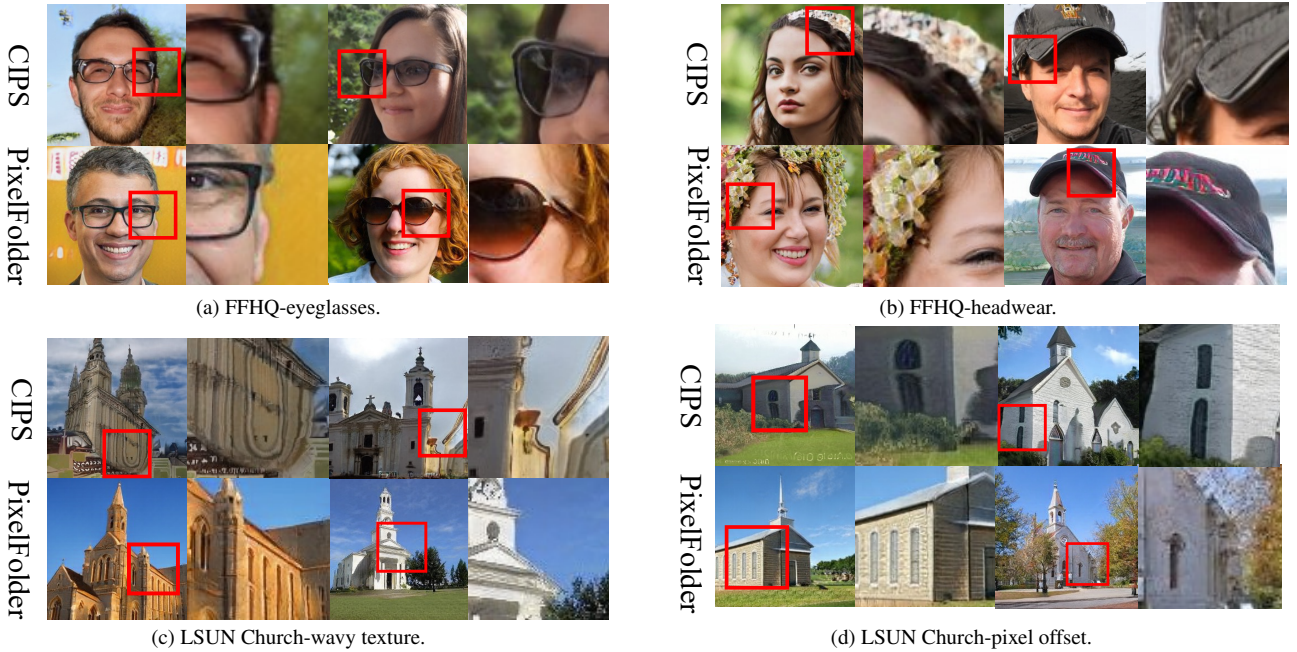 CIPS
PixelFolder
(a) FFHQ-eyeglasses.
CIPS
PixelFolder
(b) FFHQ-headwear.
CIPS
PixelFolder
(c) LSUN Church-wavy texture.
CIPS
PixelFolder
(d) LSUN Church-pixel offset.